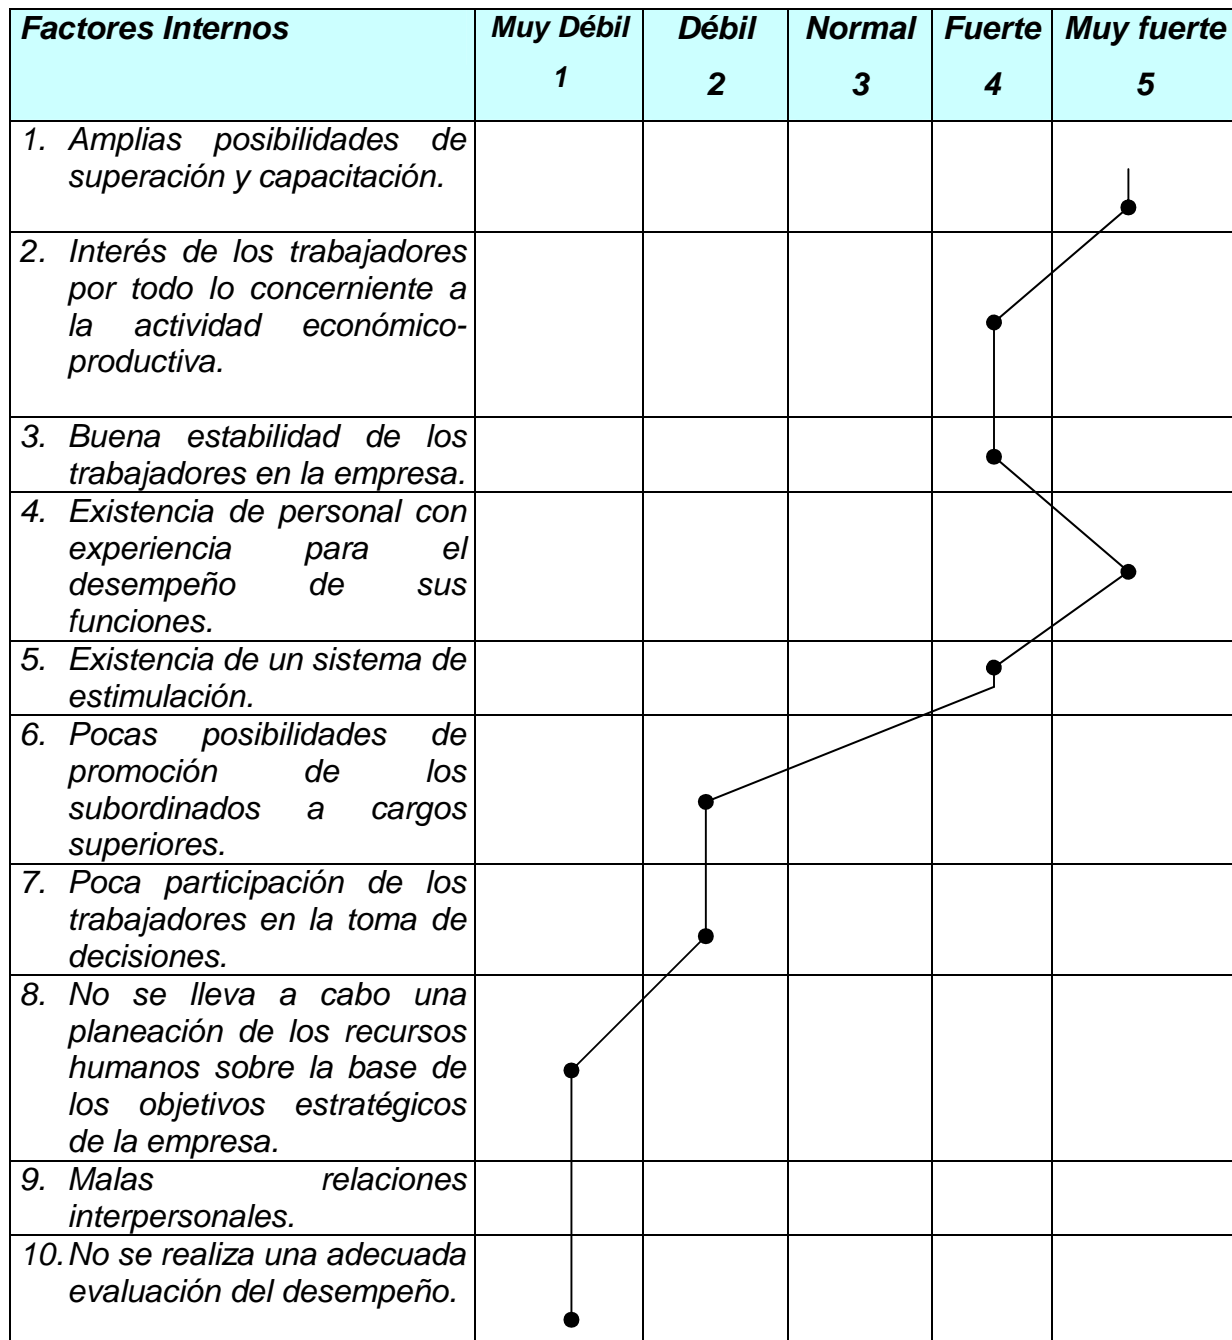 Factores Internos Muy Débil Débil Normal Fuerte Muy fuerte
1 2 3 4 5
1. Amplias posibilidades de
superación y capacitación.
2. Interés de los trabajadores
por todo lo concerniente a
la actividad económico-
productiva.
3. Buena estabilidad de los
trabajadores en la empresa.
4. Existencia de personal con
experiencia para el
desempeño de sus
funciones.
5. Existencia de un sistema de
estimulación.
6. Pocas posibilidades de
promoción de los
subordinados a cargos
superiores.
7. Poca participación de los
trabajadores en la toma de
decisiones.
8. No se lleva a cabo una
planeación de los recursos
humanos sobre la base de
los objetivos estratégicos
de la empresa.
9. Malas relaciones
interpersonales.
10. No se realiza una adecuada
evaluación del desempeño.